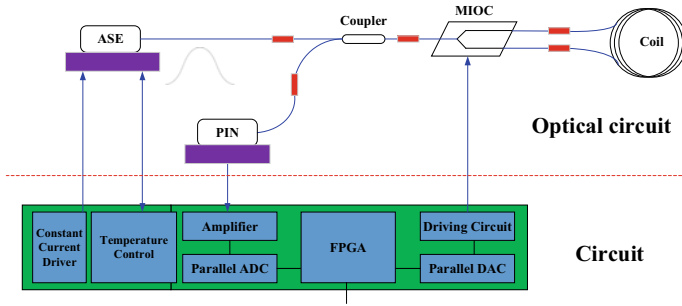 ASE
Coupler
MIOC
Coil
PIN
Optical circuit
Constant
Current
Driver
Temperature
Control
Amplifier
Parallel ADC
FPGA
Driving Circuit
Parallel DAC
Circuit